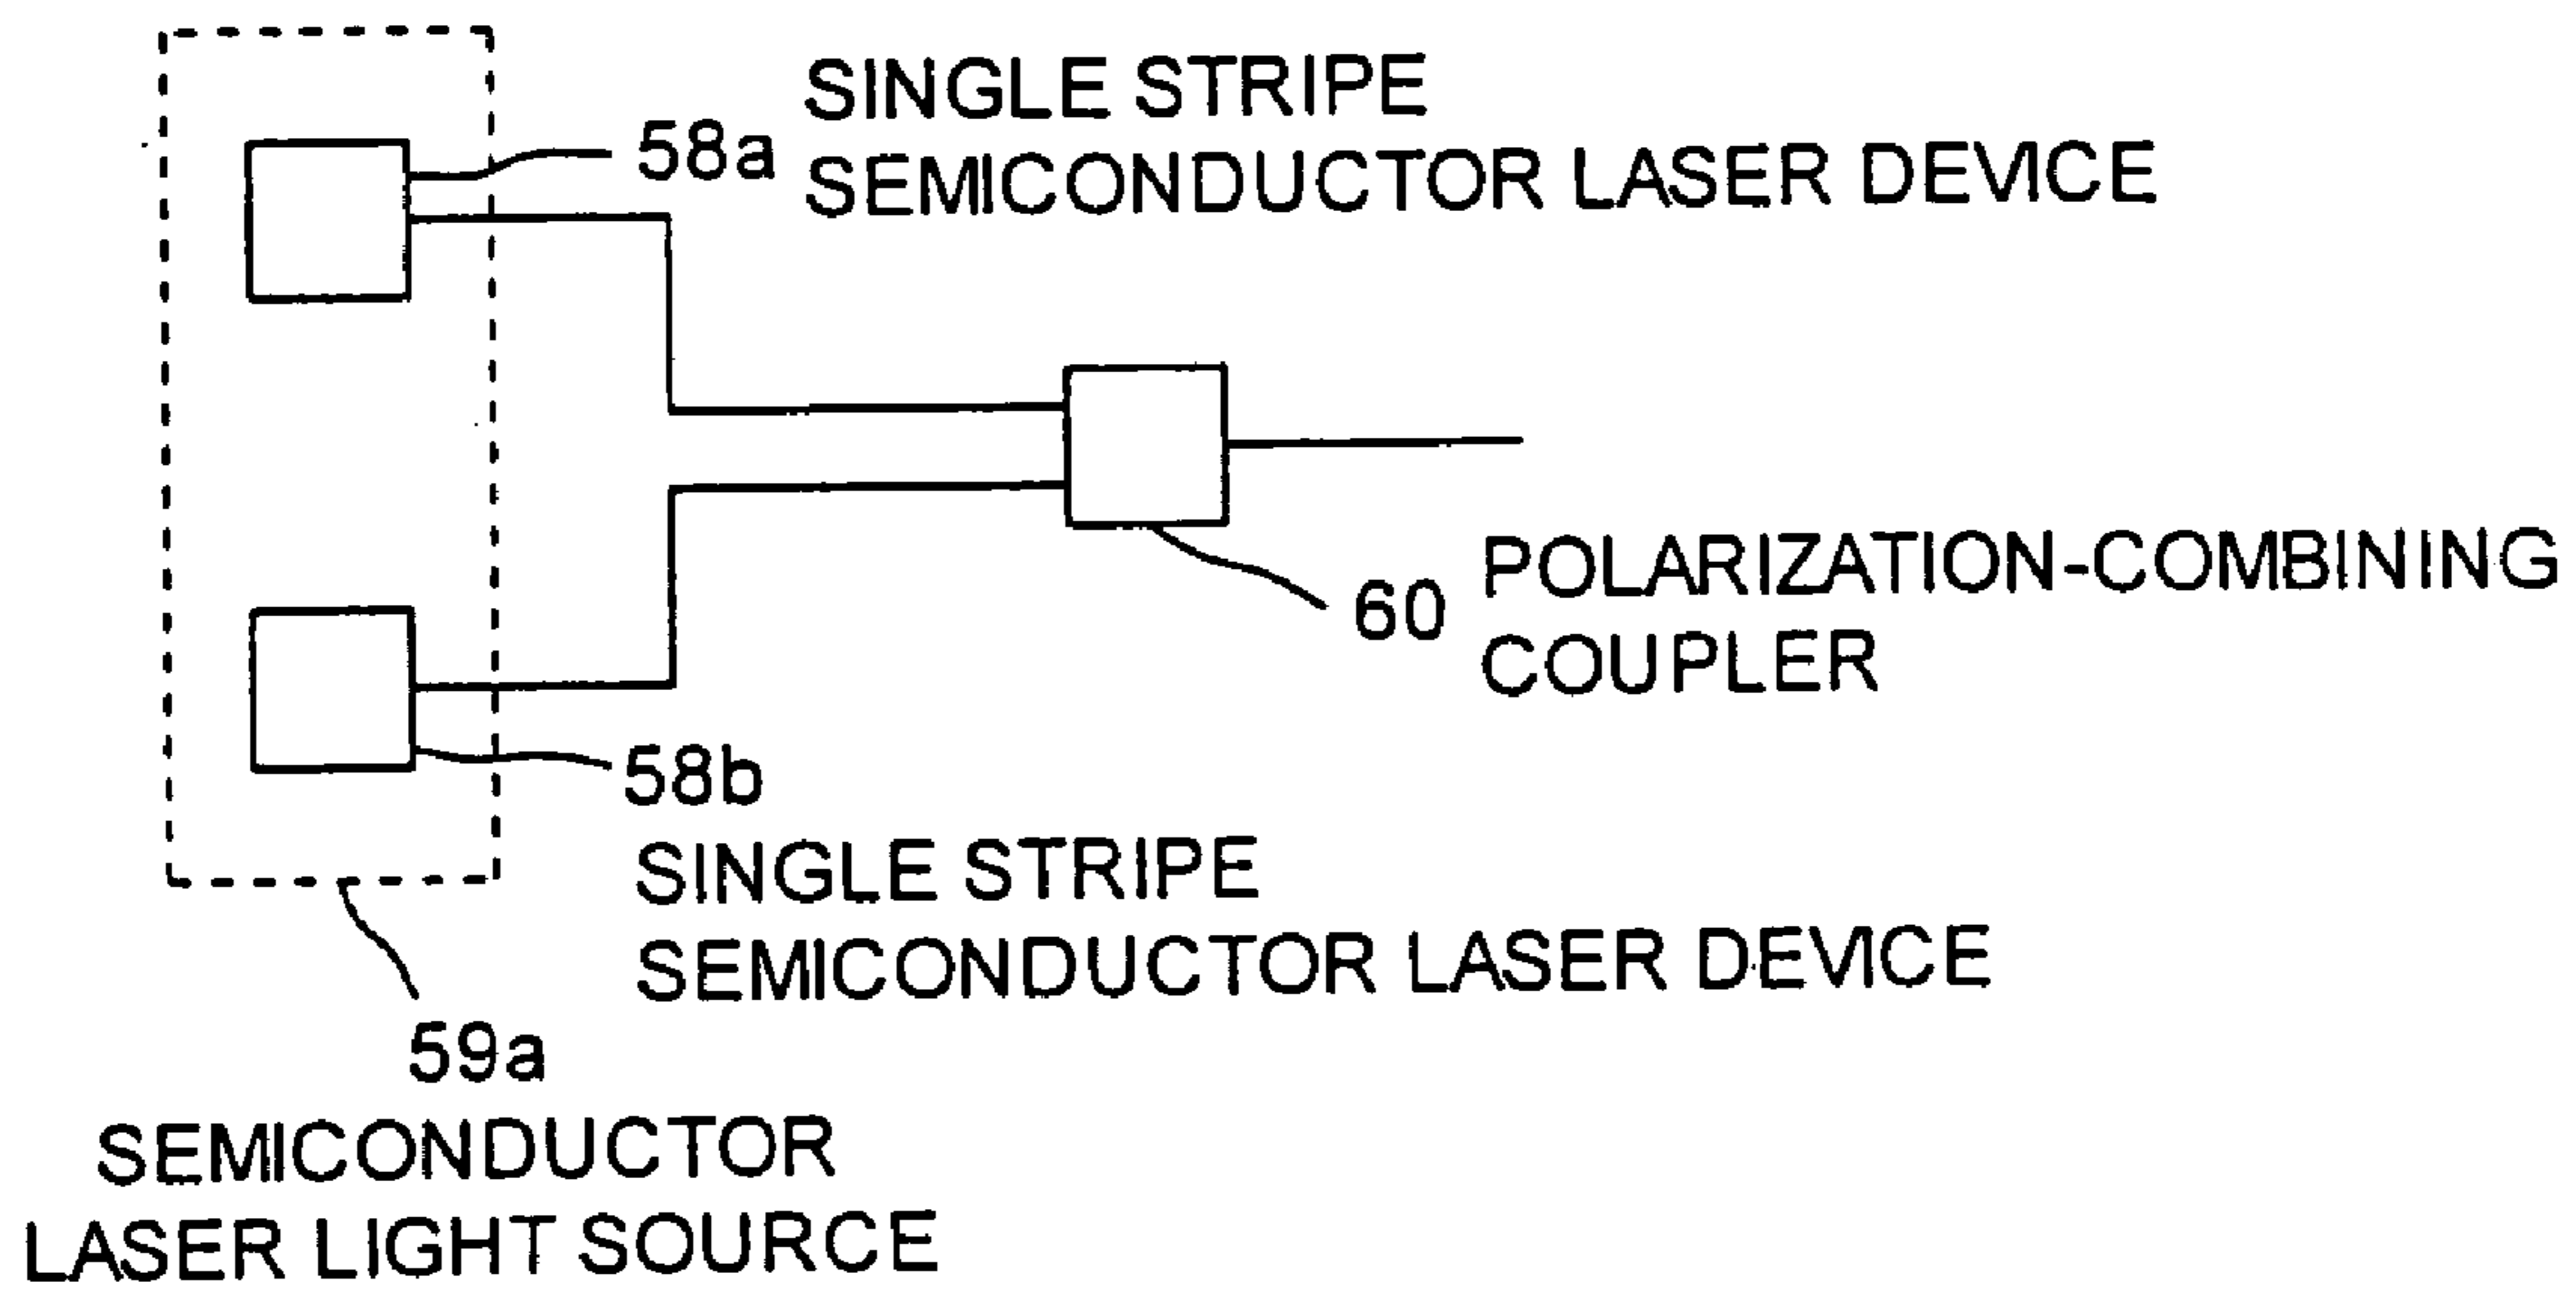 SINGLE STRIPE
58a SEMICONDUCTOR LASER DEVICE
POLARIZATION-COMBINING
60 COUPLER
58b
SINGLE STRIPE
SEMICONDUCTOR LASER DEVICE
59a
SEMICONDUCTOR
LASER LIGHT SOURCE